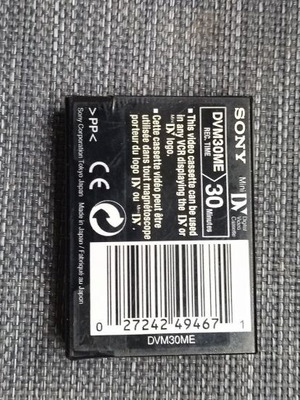 SONY
Mini DV Digital Video Cassette
DVM30ME 30 Minutes
REC. TIME
• This video cassette can be used
in any VCR displaying the DV or
Mini DV logo.
• Cette cassette vidéo peut être
utilisée dans tout magnétoscope
porteur du logo DV ou Mini DV.
>PP<
CE
Sony Corporation Tokyo Japan Made in Japan / Fabriqué au Japon
0 27242 49467 1
DVM30ME